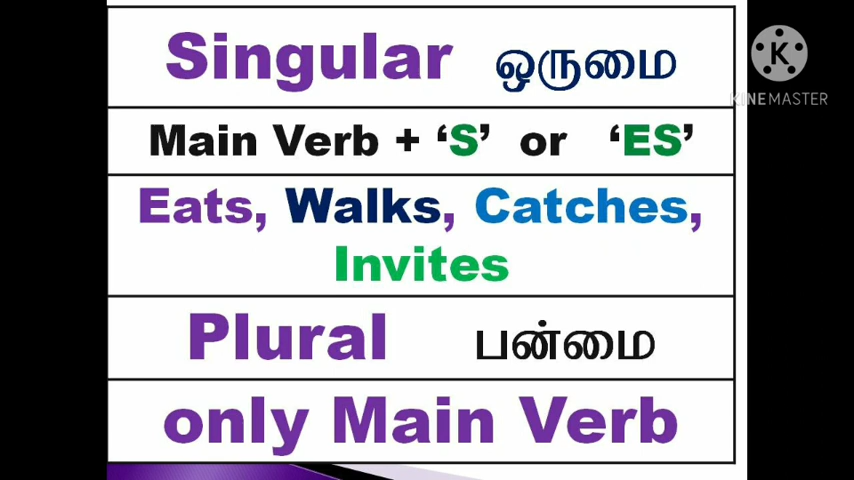 Singular ஒருமை
K
KINEMASTER
Main Verb + ‘S’ or ‘ES’
Eats, Walks, Catches,
Invites
Plural பன்மை
only Main Verb